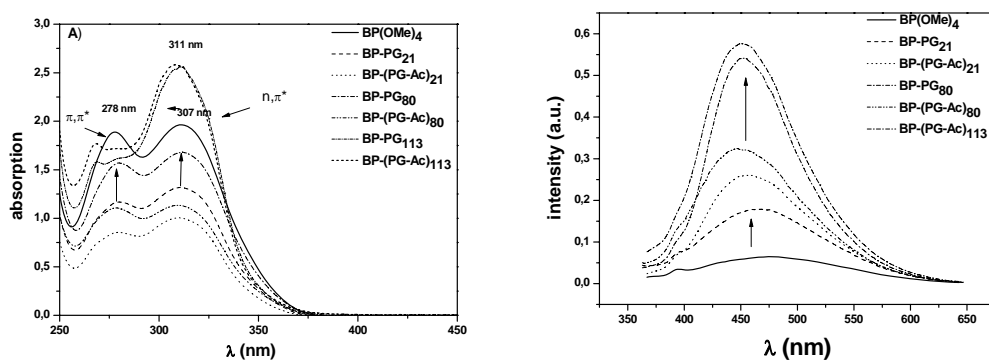 A)
311 nm
278 nm
307 nm
π,π*
n,π*
BP(OMe)4
BP-PG21
BP-(PG-Ac)21
BP-PG80
BP-(PG-Ac)80
BP-PG113
BP-(PG-Ac)113
absorption
3,0
2,5
2,0
1,5
1,0
0,5
0,0
250 300 350 400 450
λ (nm)
BP(OMe)4
BP-PG21
BP-(PG-Ac)21
BP-PG80
BP-(PG-Ac)80
BP-(PG-Ac)113
intensity (a.u.)
0,6
0,5
0,4
0,3
0,2
0,1
0,0
350 400 450 500 550 600 650
λ (nm)